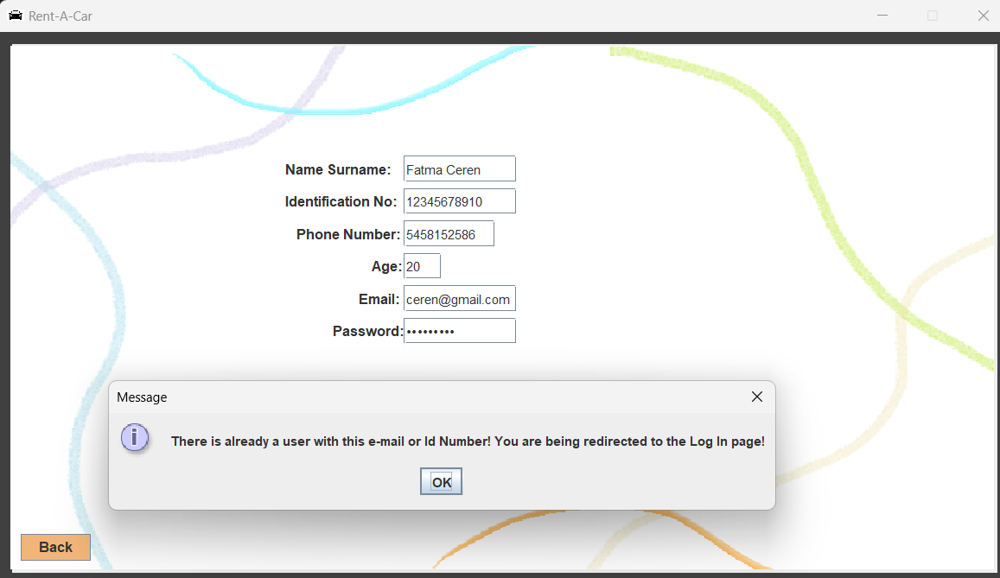 Rent-A-Car
Name Surname: Fatma Ceren
Identification No: 12345678910
Phone Number: 5458152586
Age: 20
Email: ceren@gmail.com
Password: •••••••••
Message
There is already a user with this e-mail or Id Number! You are being redirected to the Log In page!
OK
Back